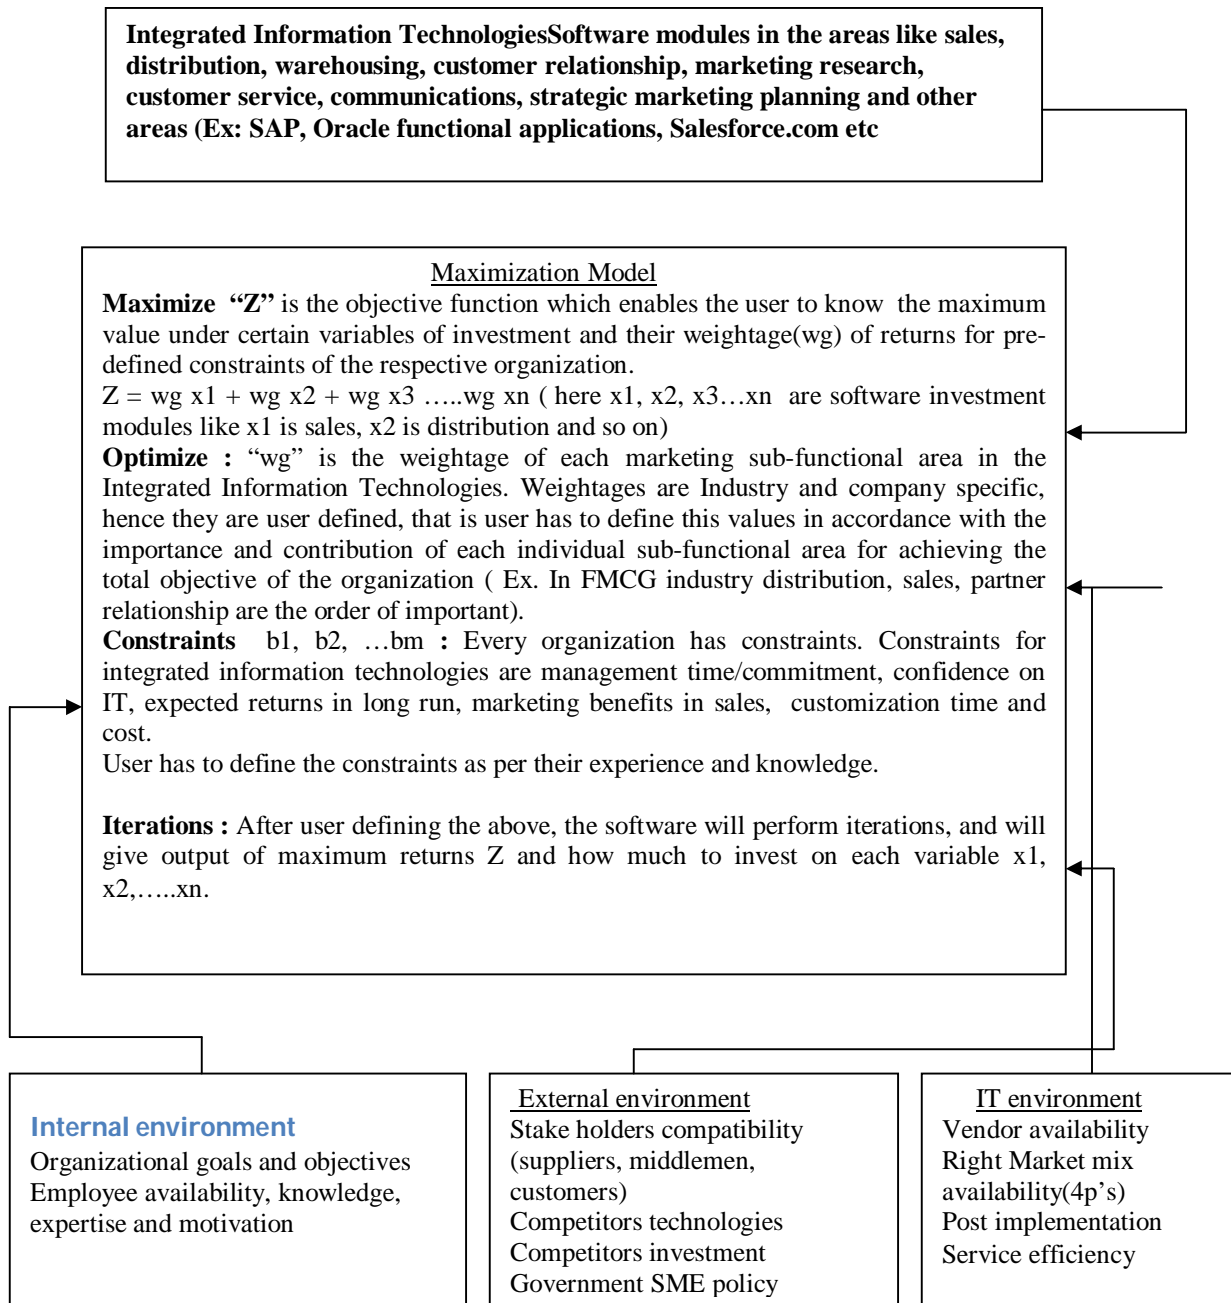 Integrated Information TechnologiesSoftware modules in the areas like sales,
distribution, warehousing, customer relationship, marketing research,
customer service, communications, strategic marketing planning and other
areas (Ex: SAP, Oracle functional applications, Salesforce.com etc
Maximization Model
Maximize “Z” is the objective function which enables the user to know the maximum
value under certain variables of investment and their weightage(wg) of returns for pre-
defined constraints of the respective organization.
Z = wg x1 + wg x2 + wg x3 …..wg xn ( here x1, x2, x3…xn are software investment
modules like x1 is sales, x2 is distribution and so on)
Optimize : “wg” is the weightage of each marketing sub-functional area in the
Integrated Information Technologies. Weightages are Industry and company specific,
hence they are user defined, that is user has to define this values in accordance with the
importance and contribution of each individual sub-functional area for achieving the
total objective of the organization ( Ex. In FMCG industry distribution, sales, partner
relationship are the order of important).
Constraints b1, b2, …bm : Every organization has constraints. Constraints for
integrated information technologies are management time/commitment, confidence on
IT, expected returns in long run, marketing benefits in sales, customization time and
cost.
User has to define the constraints as per their experience and knowledge.
Iterations : After user defining the above, the software will perform iterations, and will
give output of maximum returns Z and how much to invest on each variable x1,
x2,…..xn.
Internal environment
Organizational goals and objectives
Employee availability, knowledge,
expertise and motivation
External environment
Stake holders compatibility
(suppliers, middlemen,
customers)
Competitors technologies
Competitors investment
Government SME policy
IT environment
Vendor availability
Right Market mix
availability(4p’s)
Post implementation
Service efficiency